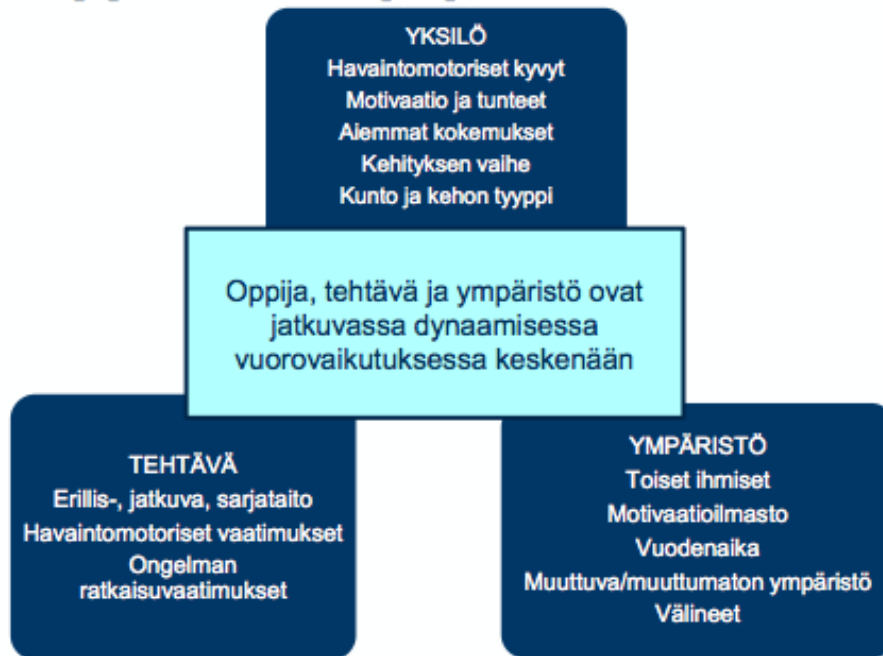 YKSILÖ
Havaintomotoriset kyvyt
Motivaatio ja tunteet
Aiemmat kokemukset
Kehityksen vaihe
Kunto ja kehon tyyppi
Oppija, tehtävä ja ympäristö ovat
jatkuvassa dynaamisessa
vuorovaikutuksessa keskenään
TEHTÄVÄ
Erillis-, jatkuva, sarjataito
Havaintomotoriset vaatimukset
Ongelman
ratkaisuvaatimukset
YMPÄRISTÖ
Toiset ihmiset
Motivaatioilmasto
Vuodenaika
Muuttuva/muuttumaton ympäristö
Välineet